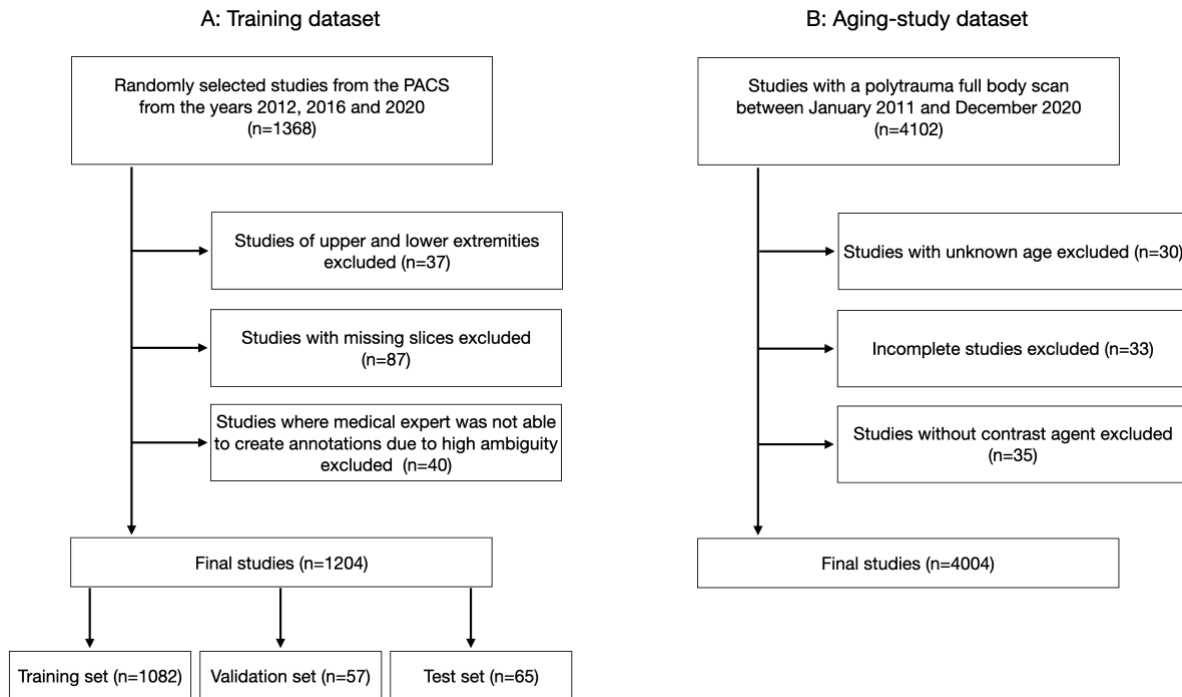 A: Training dataset
Randomly selected studies from the PACS
from the years 2012, 2016 and 2020
(n=1368)
Studies of upper and lower extremities
excluded (n=37)
Studies with missing slices excluded
(n=87)
Studies where medical expert was not able
to create annotations due to high ambiguity
excluded (n=40)
Final studies (n=1204)
Training set (n=1082)
Validation set (n=57)
Test set (n=65)
B: Aging-study dataset
Studies with a polytrauma full body scan
between January 2011 and December 2020
(n=4102)
Studies with unknown age excluded (n=30)
Incomplete studies excluded (n=33)
Studies without contrast agent excluded
(n=35)
Final studies (n=4004)